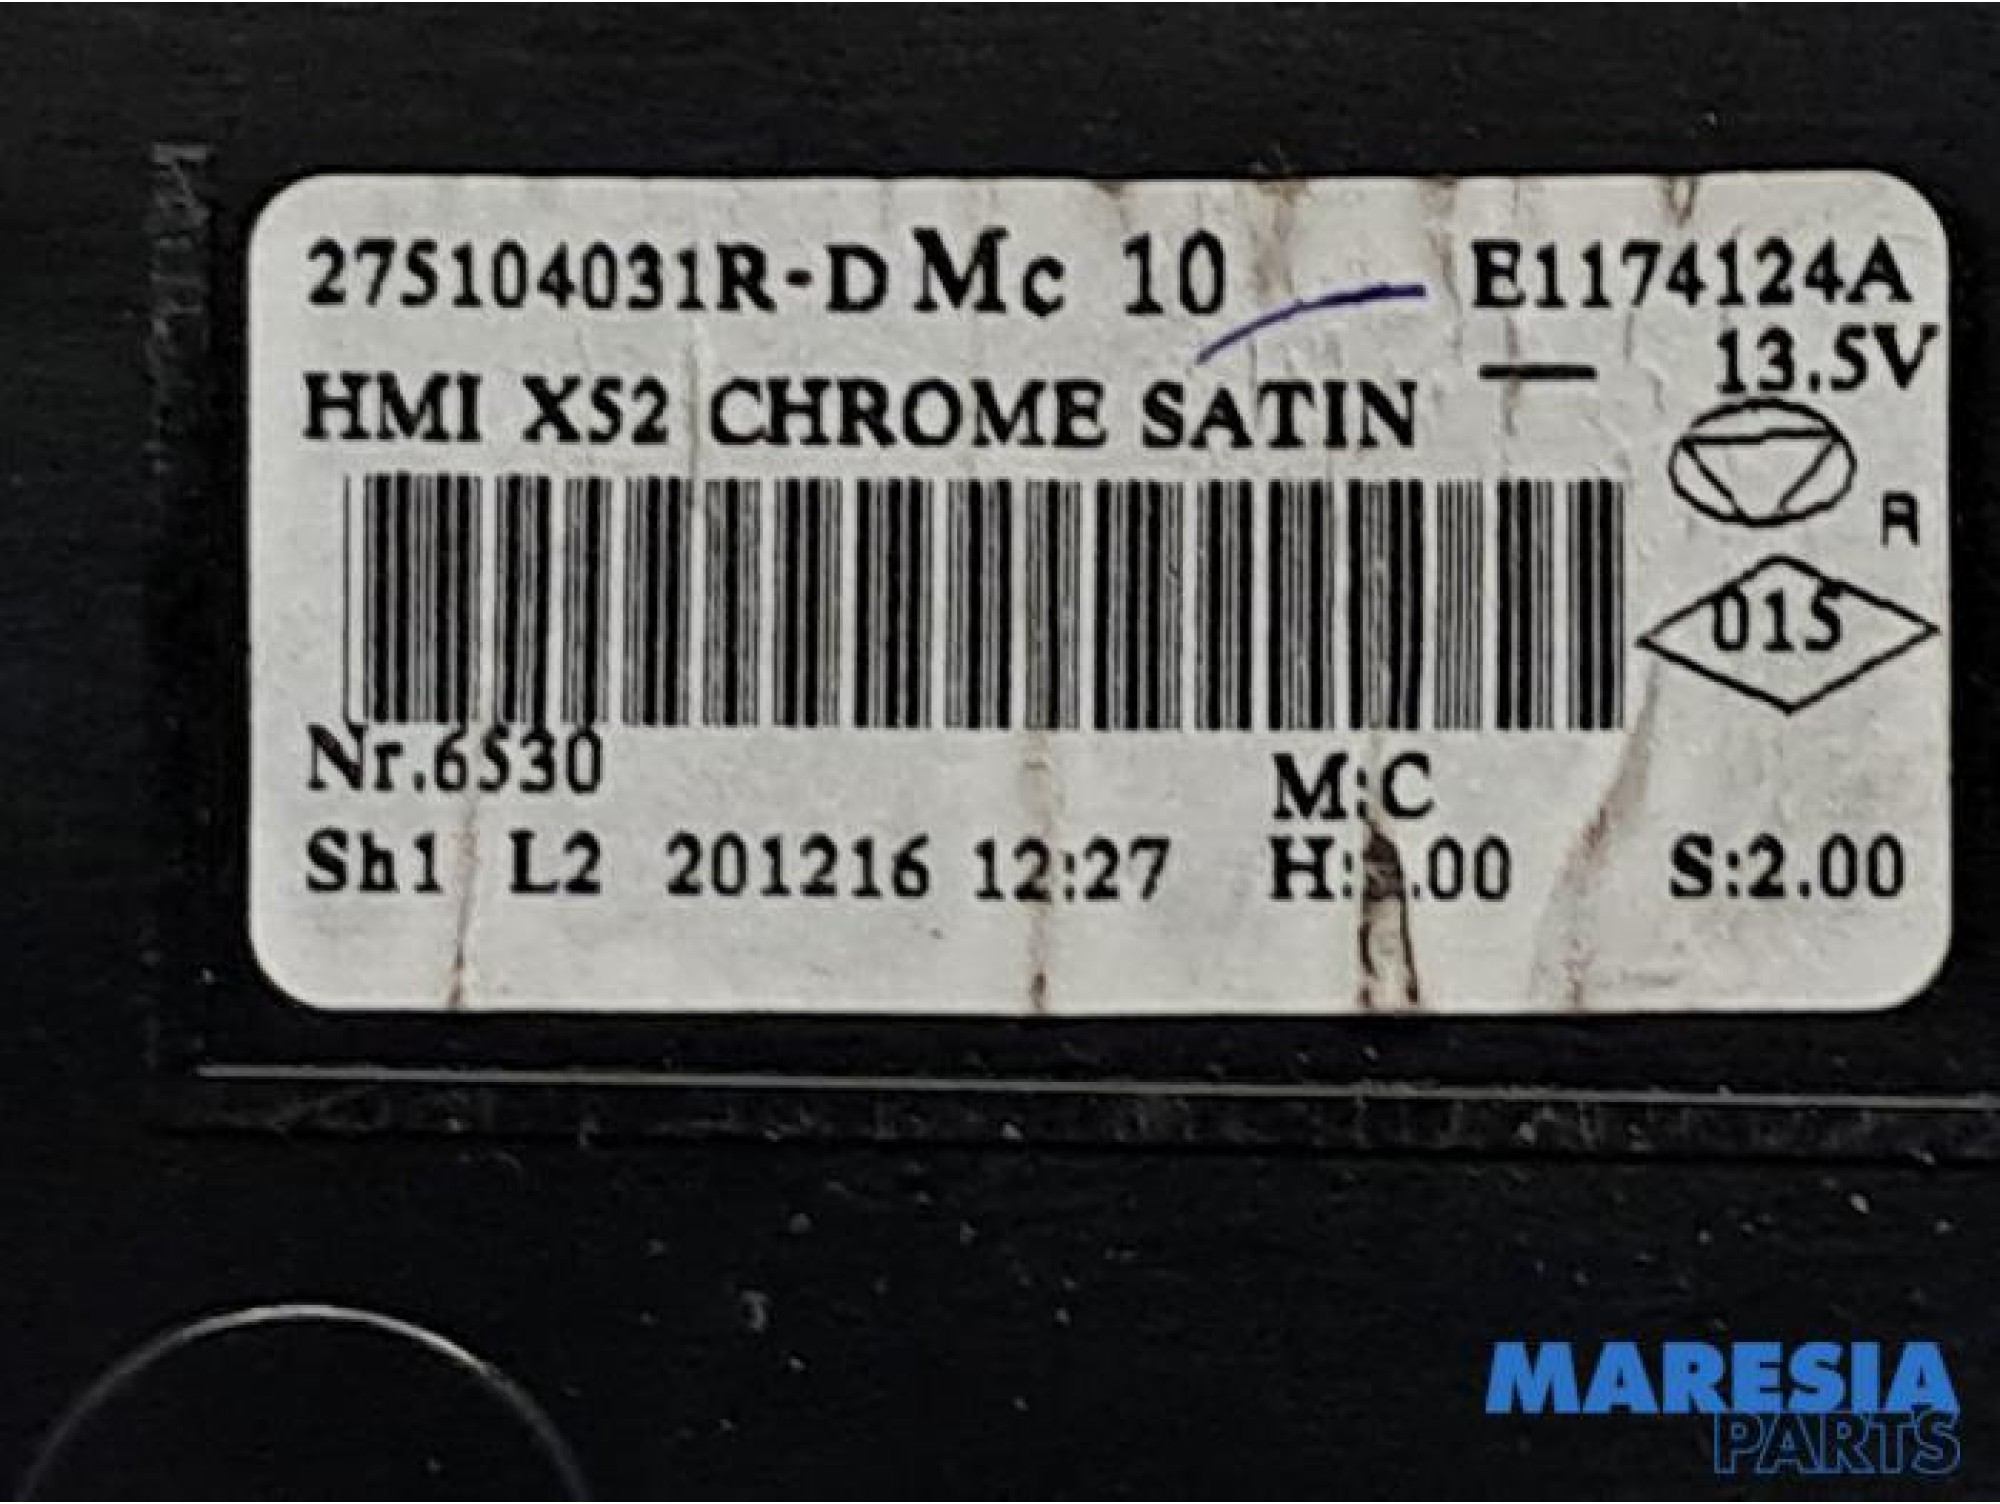 275104031R-D Mc 10 E1174124A
13.5V
HMI X52 CHROME SATIN
R
015
Nr.6530
M:C
Sh1 L2 201216 12:27 S:2.00
MARESIA
PARTS